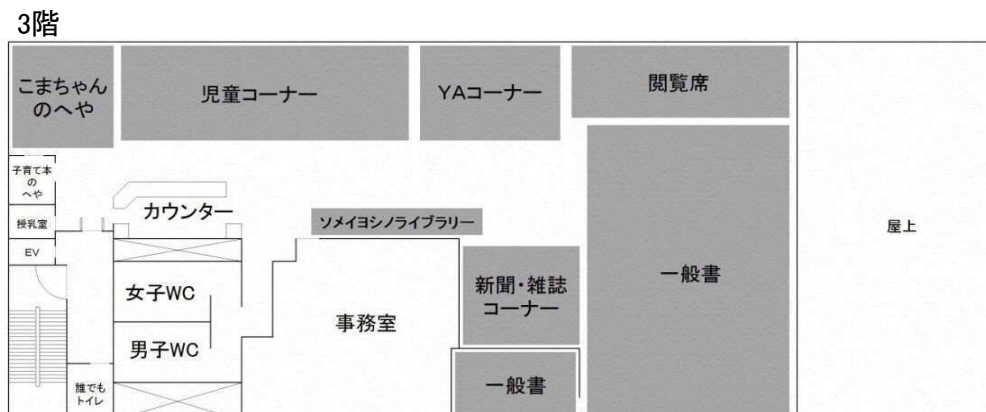 3階
こまちゃん
のへや
児童コーナー
YAコーナー
閲覧席
子育て本
の
へや
授乳室
EV
カウンター
ソメイヨシノライブラリー
屋上
女子WC
新聞・雑誌
コーナー
一般書
男子WC
事務室
誰でも
トイレ
一般書